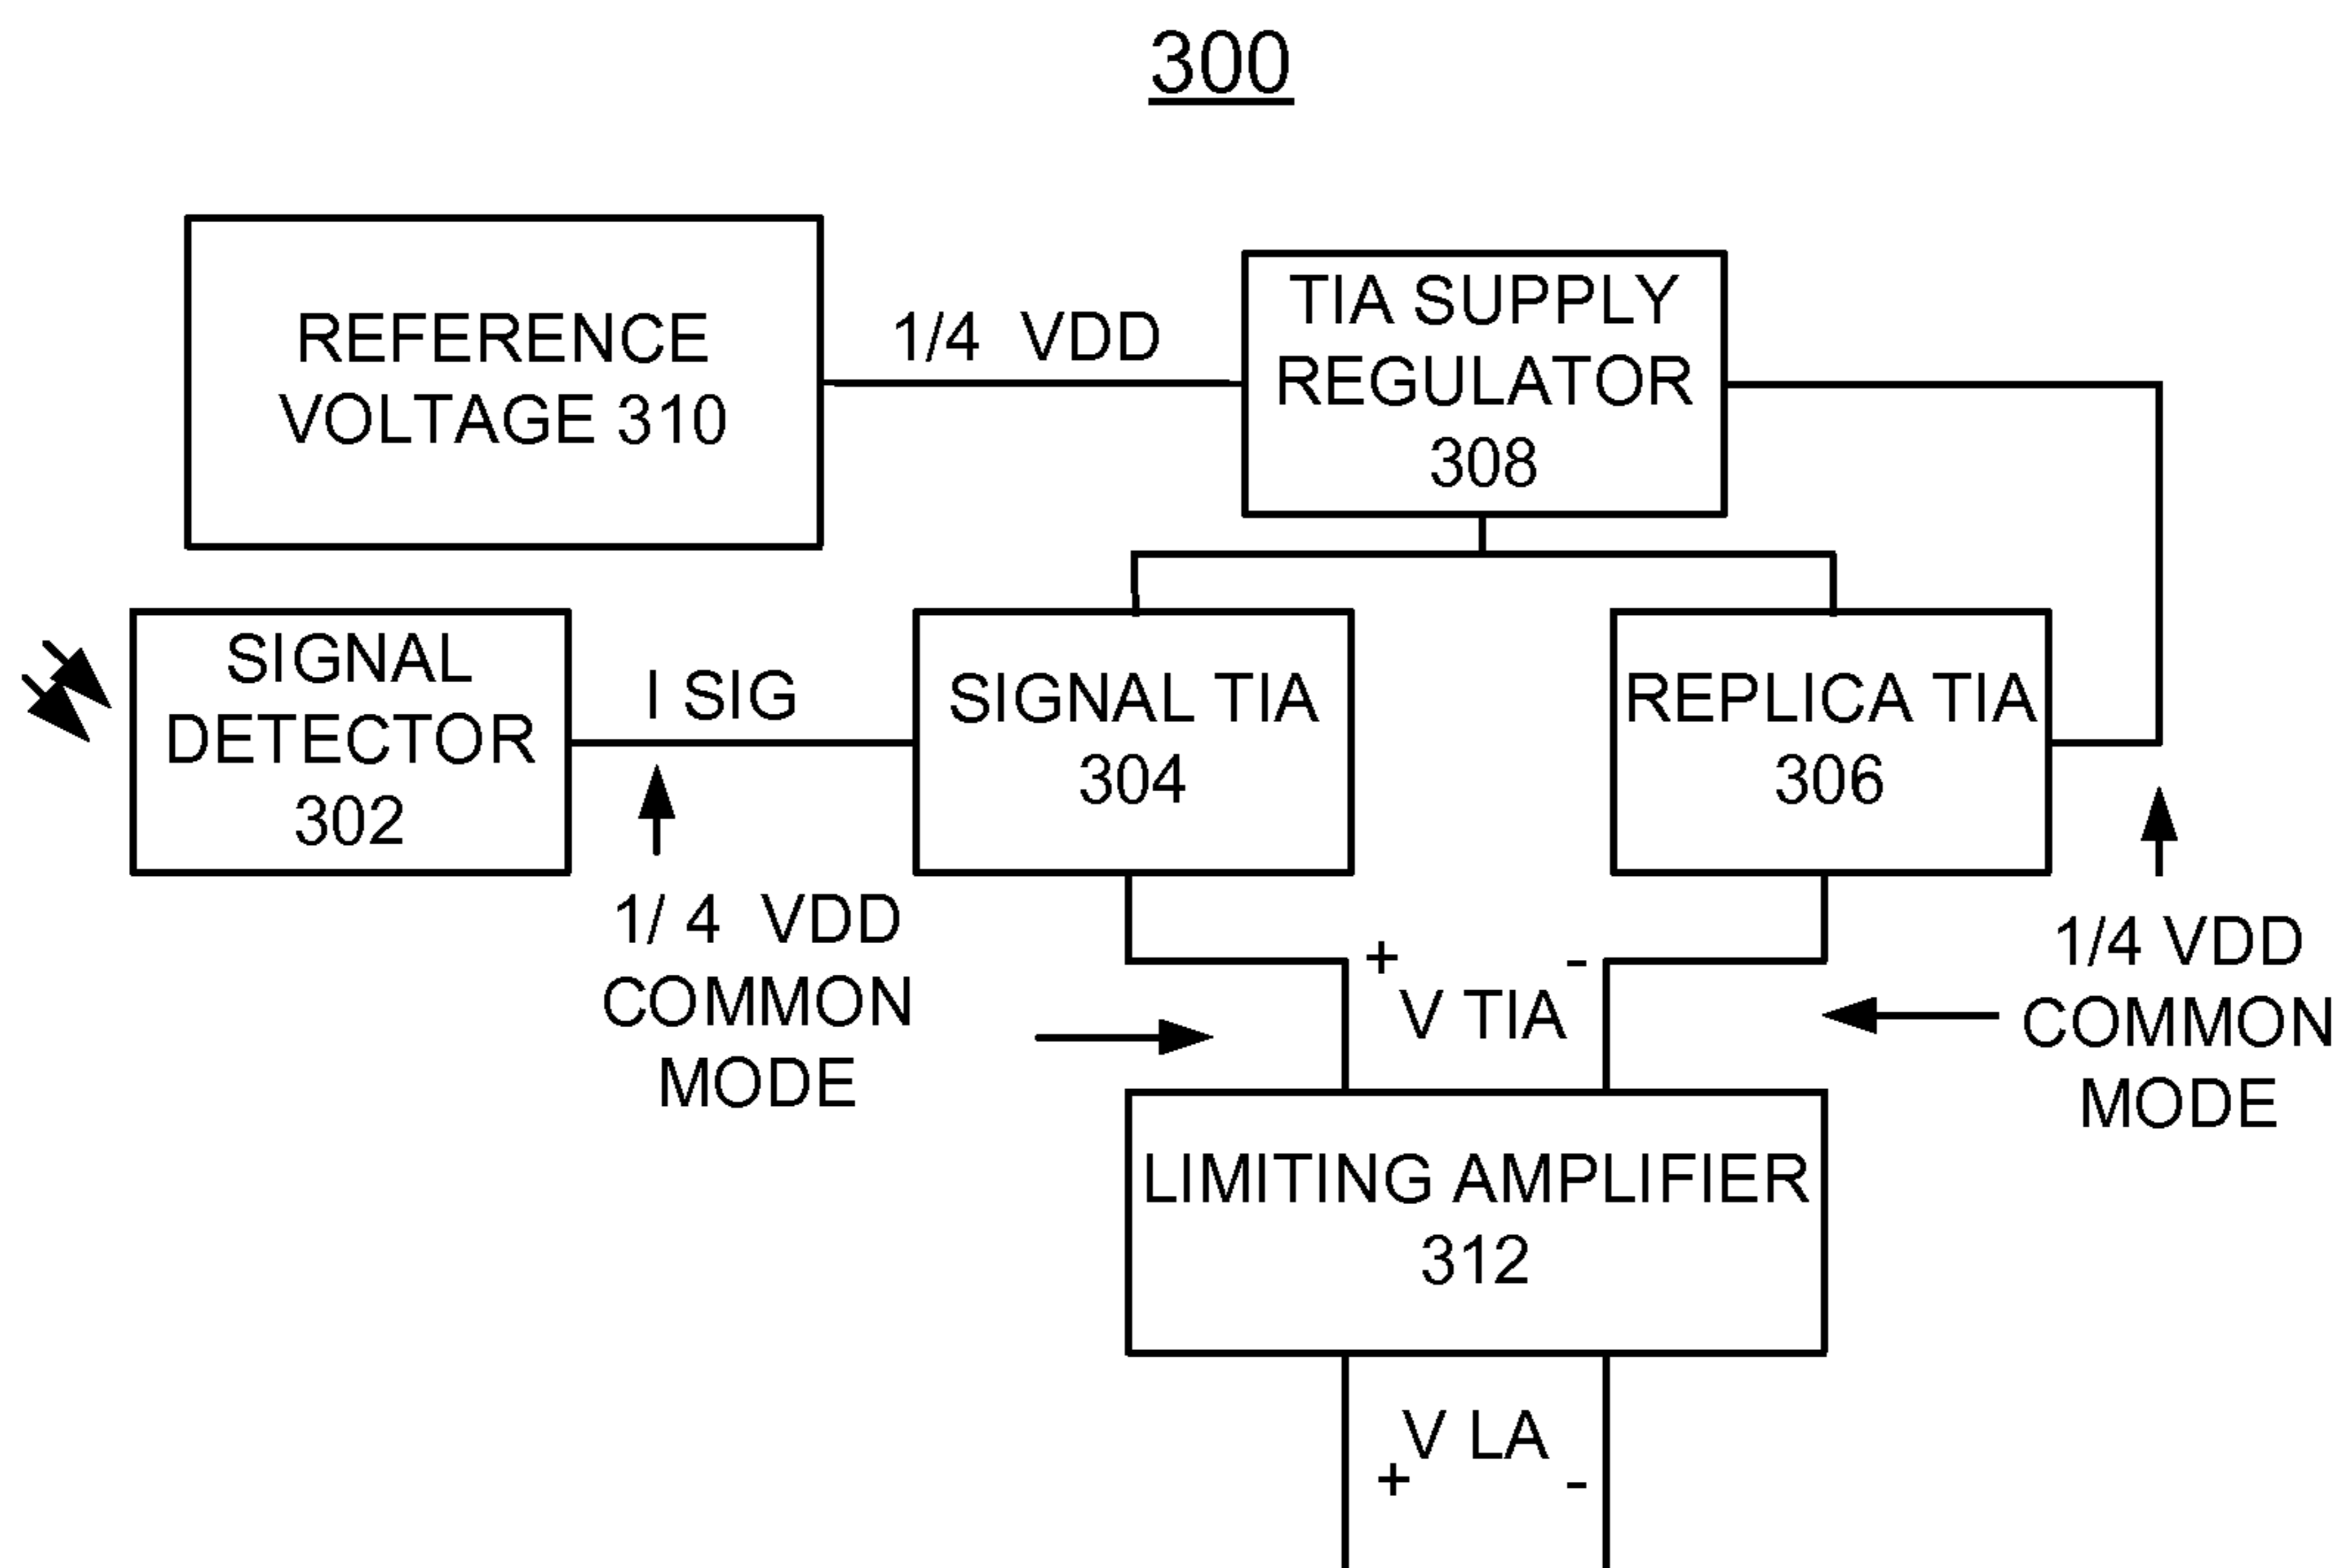 300
REFERENCE
VOLTAGE 310
1/4 VDD
TIA SUPPLY
REGULATOR
308
SIGNAL
DETECTOR
302
I SIG
SIGNAL TIA
304
REPLICA TIA
306
1/ 4 VDD
COMMON
MODE
+ -
V TIA
1/4 VDD
COMMON
MODE
LIMITING AMPLIFIER
312
V LA
+ -